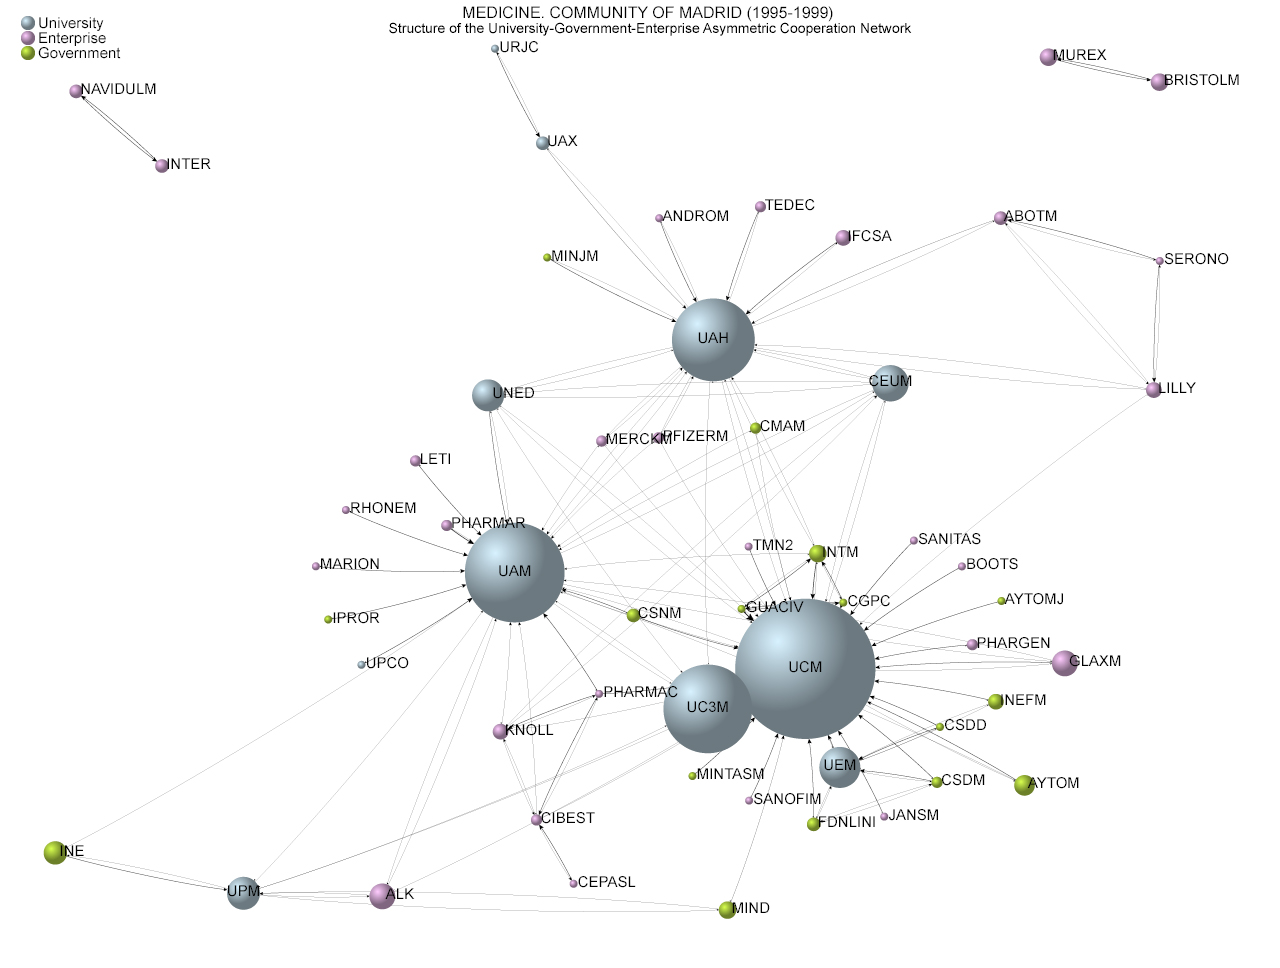 MEDICINE. COMMUNITY OF MADRID (1995-1999)
Structure of the University-Government-Enterprise Asymmetric Cooperation Network
University
Enterprise
Government
URJC
MUREX
BRISTOLM
NAVIDULM
UAX
INTER
TEDEC
ANDROM
ABOTM
IFCSA
MINJM
SERONO
UAH
CEUM
LILLY
UNED
CMAM
MERCKM
PFIZERM
LETI
RHONEM
PHARMAR
SANITAS
TMN2
INTM
MARION
UAM
BOOTS
AYTOMJ
CGPC
GUACIV
CSNM
IPROR
PHARGEN
UPCO
GLAXM
UCM
PHARMAC
INEFM
UC3M
CSDD
KNOLL
UEM
MINTASM
CSDM
AYTOM
SANOFIM
JANSM
CIBEST
FDNLINI
INE
CEPASL
UPM
ALK
MIND